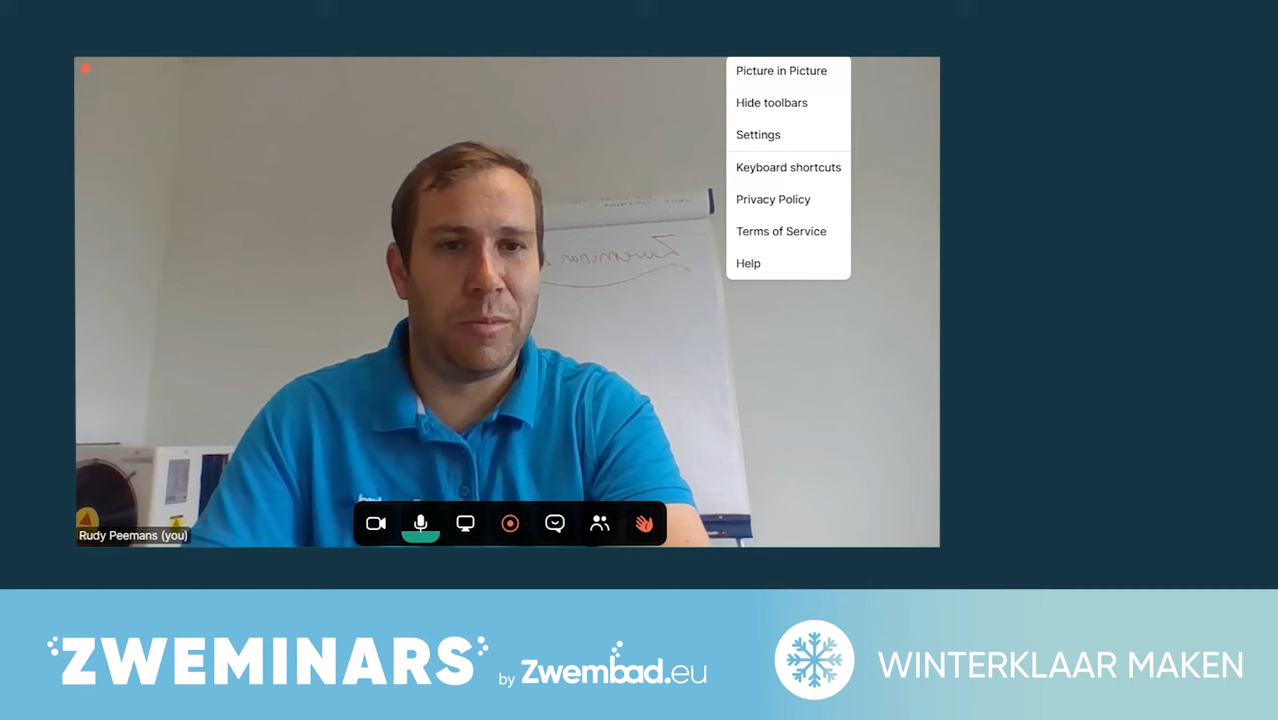 Picture in Picture
Hide toolbars
Settings
Keyboard shortcuts
Privacy Policy
Terms of Service
Help
Zweminar
Rudy Peemans (you)
ZWEMINARS
by Zwembad.eu
WINTERKLAAR MAKEN